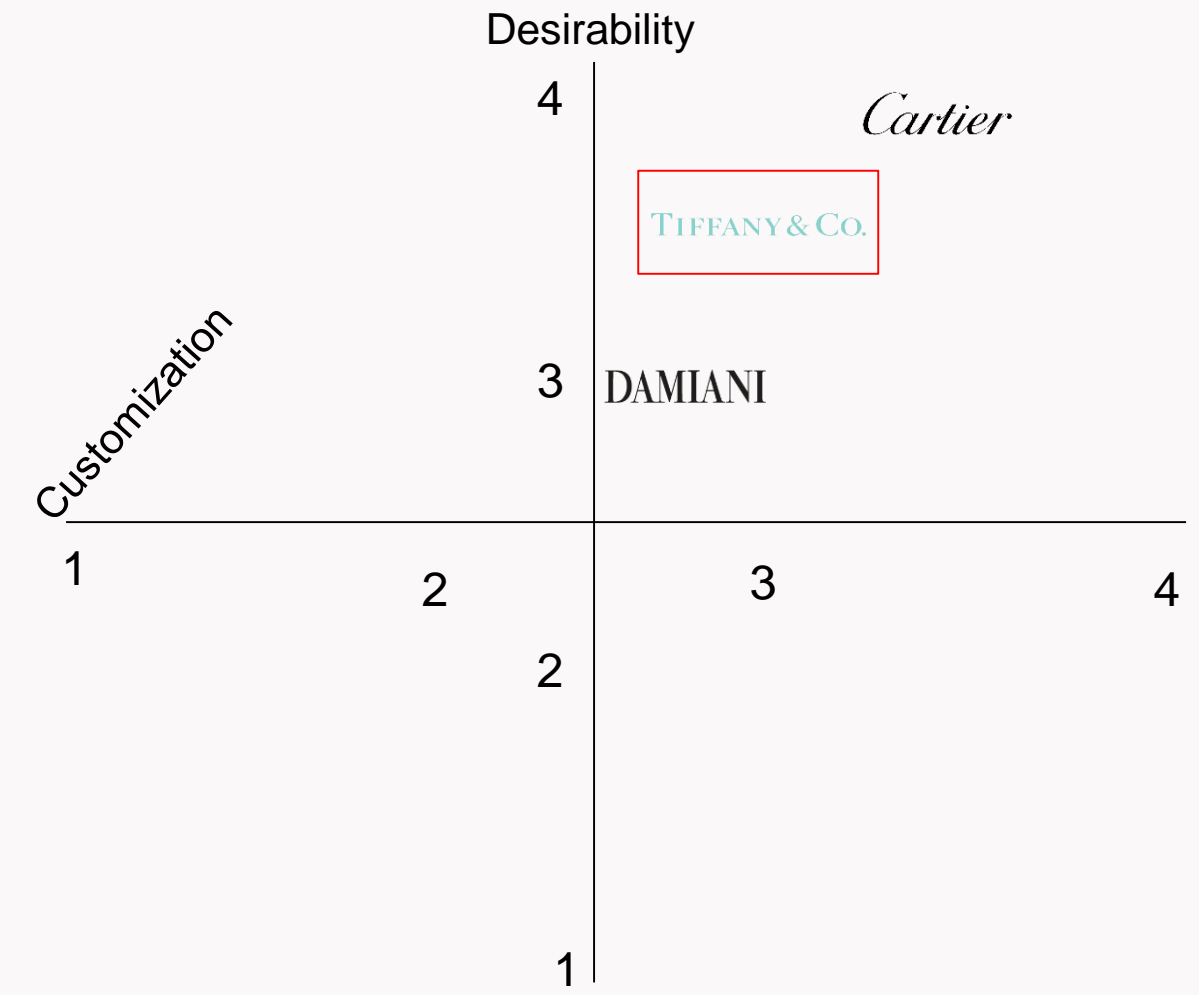 Desirability
4
Cartier
TIFFANY & CO.
Customization
3
DAMIANI
1
2
3
4
2
1